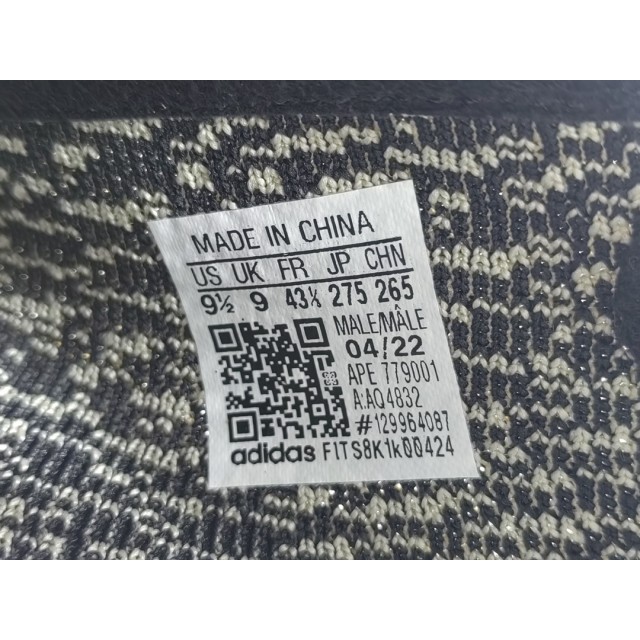 MADE IN CHINA
US UK FR JP CHN
9½ 9 43⅓ 275 265
MALE/MÂLE
04/22
APE 779001
A:AQ4832
#129964087
adidas FITS8K1k00424